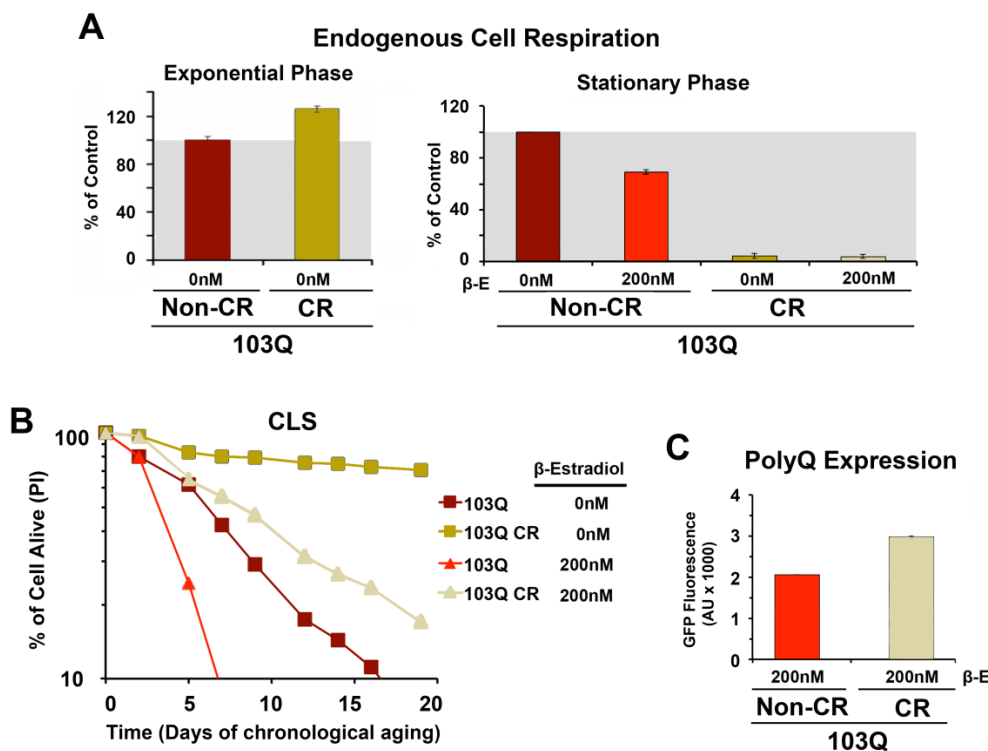 A
Endogenous Cell Respiration
Exponential Phase
% of Control
120
80
40
0
0nM
0nM
Non-CR
CR
103Q
Stationary Phase
% of Control
120
80
40
0
β-E
0nM
200nM
0nM
200nM
Non-CR
CR
103Q
B
CLS
% of Cell Alive (PI)
100
10
0
5
10
15
20
Time (Days of chronological aging)
β-Estradiol
103Q 0nM
103Q CR 0nM
103Q 200nM
103Q CR 200nM
C
PolyQ Expression
GFP Fluorescence
(AU x 1000)
4
3
2
1
0
200nM
200nM
β-E
Non-CR
CR
103Q